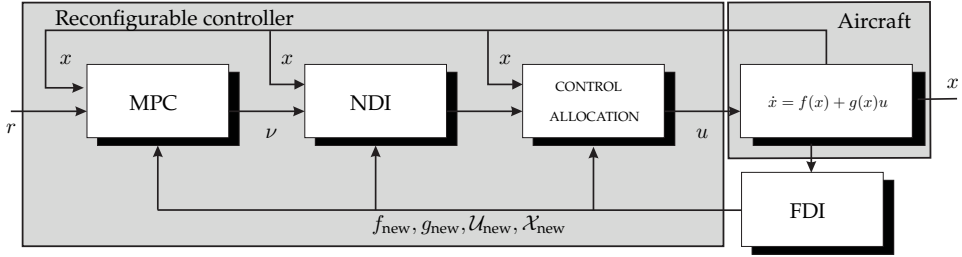 Reconfigurable controller
Aircraft
x
x
x
x
MPC
NDI
CONTROL
ALLOCATION
ẋ = f(x) + g(x)u
r
ν
u
FDI
f_new, g_new, 𝒰_new, 𝒳_new